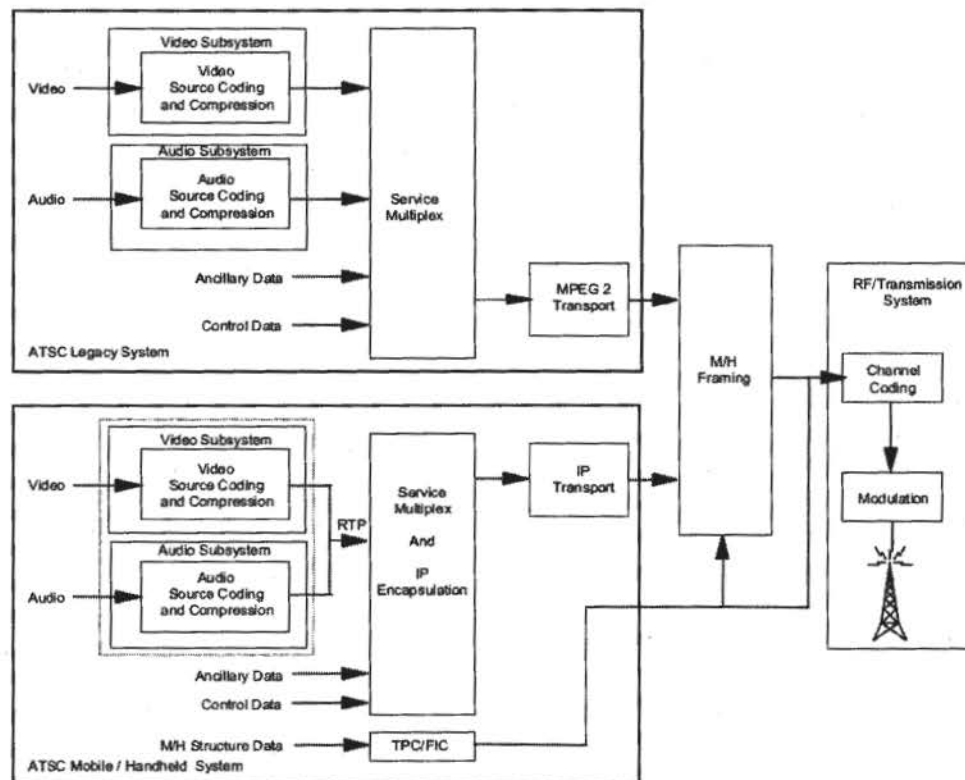 Video Subsystem
Video
Video
Source Coding
and Compression
Audio Subsystem
Audio
Audio
Source Coding
and Compression
Service
Multiplex
Ancillary Data
Control Data
MPEG 2
Transport
ATSC Legacy System
M/H
Framing
RF/Transmission
System
Channel
Coding
Modulation
Video Subsystem
Video
Video
Source Coding
and Compression
RTP
Audio Subsystem
Audio
Audio
Source Coding
and Compression
Service
Multiplex
And
IP
Encapsulation
IP
Transport
Ancillary Data
Control Data
M/H Structure Data
TPC/FIC
ATSC Mobile / Handheld System